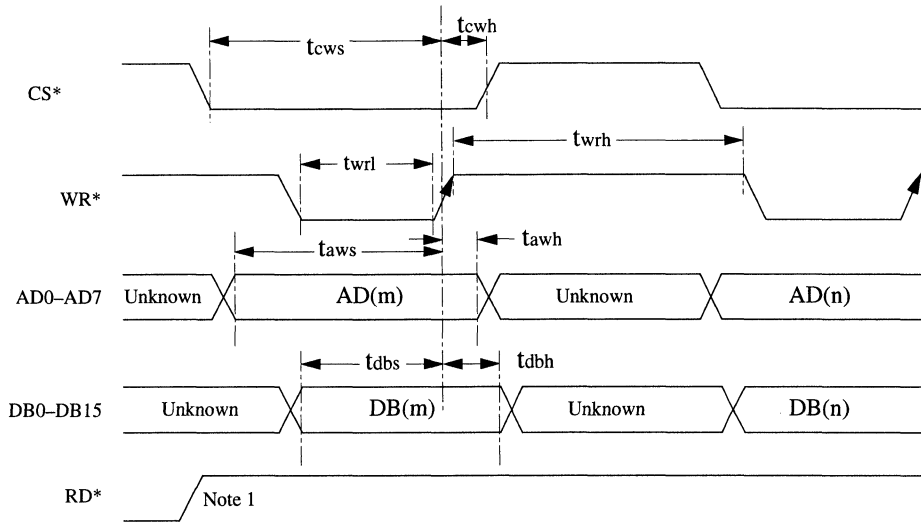 tcws
tcwh
CS*
twrl
twrh
WR*
taws
tawh
AD0–AD7
Unknown
AD(m)
Unknown
AD(n)
tdbs
tdbh
DB0–DB15
Unknown
DB(m)
Unknown
DB(n)
RD*
Note 1